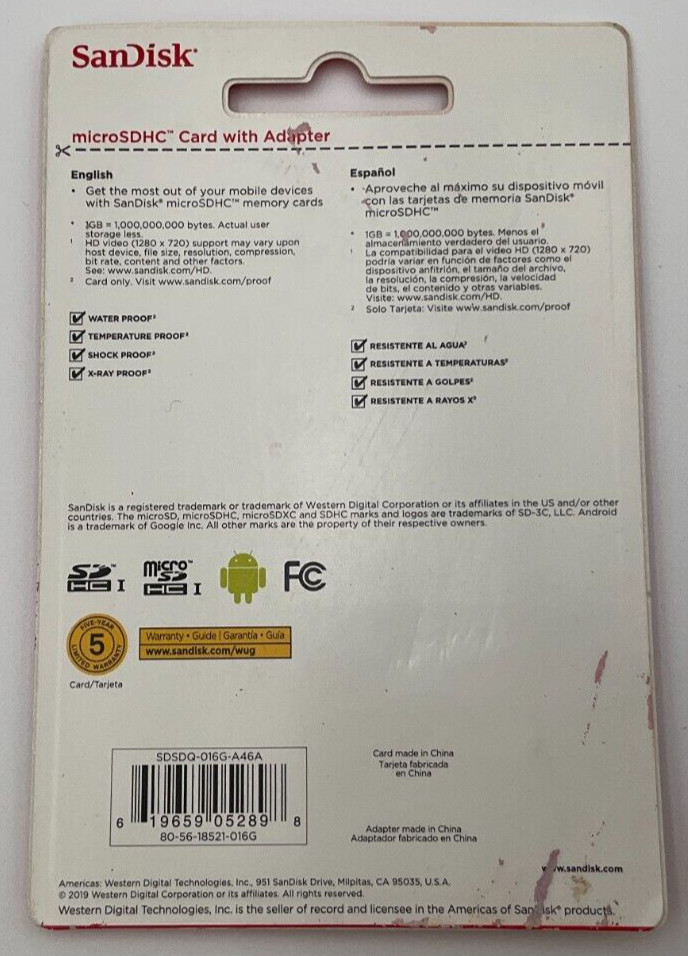 SanDisk®
microSDHC™ Card with Adapter
English
• Get the most out of your mobile devices
with SanDisk® microSDHC™ memory cards
* 1GB = 1,000,000,000 bytes. Actual user
storage less.
¹ HD video (1280 x 720) support may vary upon
host device, file size, resolution, compression,
bit rate, content and other factors.
See: www.sandisk.com/HD.
² Card only. Visit www.sandisk.com/proof
WATER PROOF²
TEMPERATURE PROOF²
SHOCK PROOF²
X-RAY PROOF²
Español
• Aproveche al máximo su dispositivo móvil
con las tarjetas de memoria SanDisk®
microSDHC™
* 1GB = 1,000,000,000 bytes. Menos el
almacenamiento verdadero del usuario.
¹ La compatibilidad para el video HD (1280 x 720)
podría variar en función de factores como el
dispositivo anfitrión, el tamaño del archivo,
la resolución, la compresión, la velocidad
de bits, el contenido y otras variables.
Visite: www.sandisk.com/HD.
² Solo Tarjeta: Visite www.sandisk.com/proof
RESISTENTE AL AGUA²
RESISTENTE A TEMPERATURAS²
RESISTENTE A GOLPES²
RESISTENTE A RAYOS X²
SanDisk is a registered trademark or trademark of Western Digital Corporation or its affiliates in the US and/or other
countries. The microSD, microSDHC, microSDXC and SDHC marks and logos are trademarks of SD-3C, LLC. Android
is a trademark of Google Inc. All other marks are the property of their respective owners.
SD™ HC I
micro™ SD HC I
FC
FIVE-YEAR
5
LIMITED WARRANTY
Warranty • Guide | Garantía • Guía
www.sandisk.com/wug
Card/Tarjeta
SDSDQ-016G-A46A
6 19659 05289 8
80-56-18521-016G
Card made in China
Tarjeta fabricada
en China
Adapter made in China
Adaptador fabricado en China
www.sandisk.com
Americas: Western Digital Technologies, Inc., 951 SanDisk Drive, Milpitas, CA 95035, U.S.A.
© 2019 Western Digital Corporation or its affiliates. All rights reserved.
Western Digital Technologies, Inc. is the seller of record and licensee in the Americas of SanDisk® products.